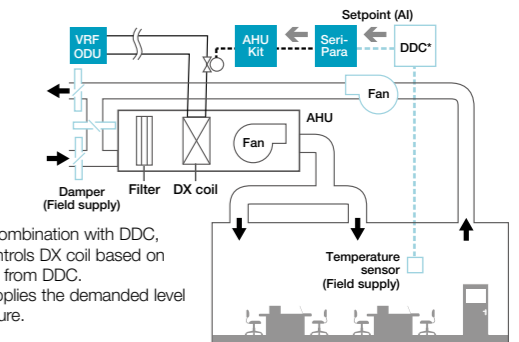 Setpoint (AI)
VRF
ODU
AHU
Kit
Seri-
Para
DDC*
Fan
AHU
Fan
Damper
(Field supply)
Filter
DX coil
Temperature
sensor
(Field supply)
ombination with DDC,
ntrols DX coil based on
from DDC.
pplies the demanded level
ure.